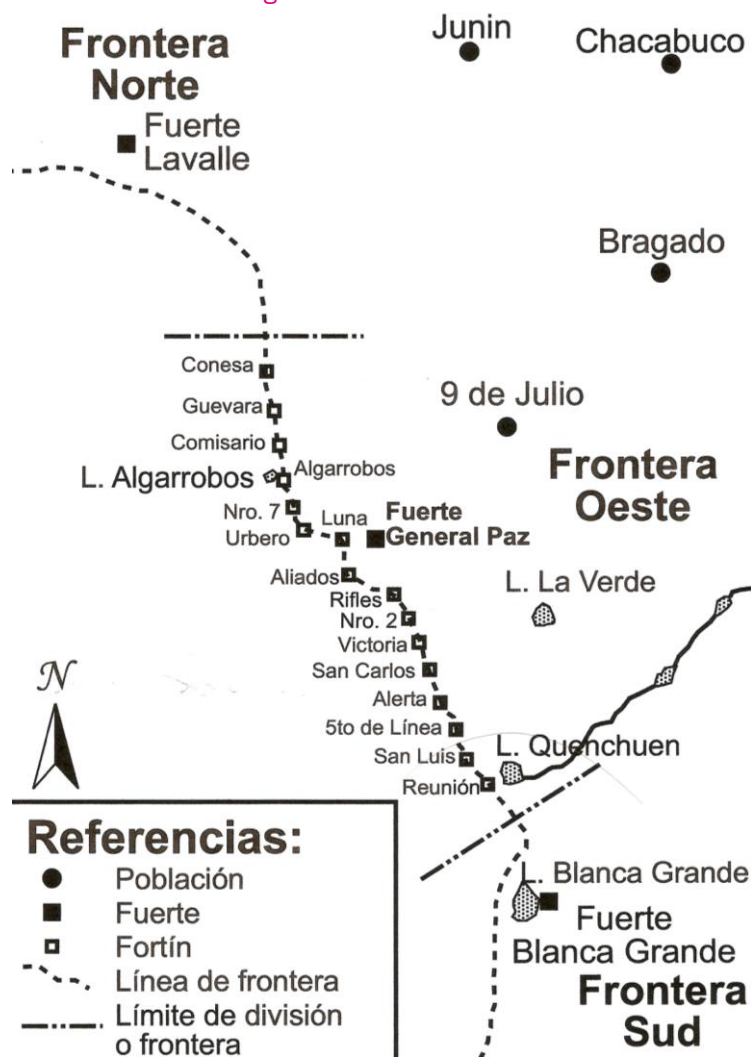 Junin
Chacabuco
Frontera
Norte
Fuerte
Lavalle
Bragado
Conesa
Guevara
9 de Julio
Comisario
L. Algarrobos
Algarrobos
Frontera
Oeste
Nro. 7
Urbero
Luna
Fuerte
General Paz
Aliados
Rifles
L. La Verde
Nro. 2
Victoria
San Carlos
N
Alerta
5to de Línea
L. Quenchuen
San Luis
Reunión
Referencias:
Población
Fuerte
Fortín
Línea de frontera
Límite de división
o frontera
L. Blanca Grande
Fuerte
Blanca Grande
Frontera
Sud